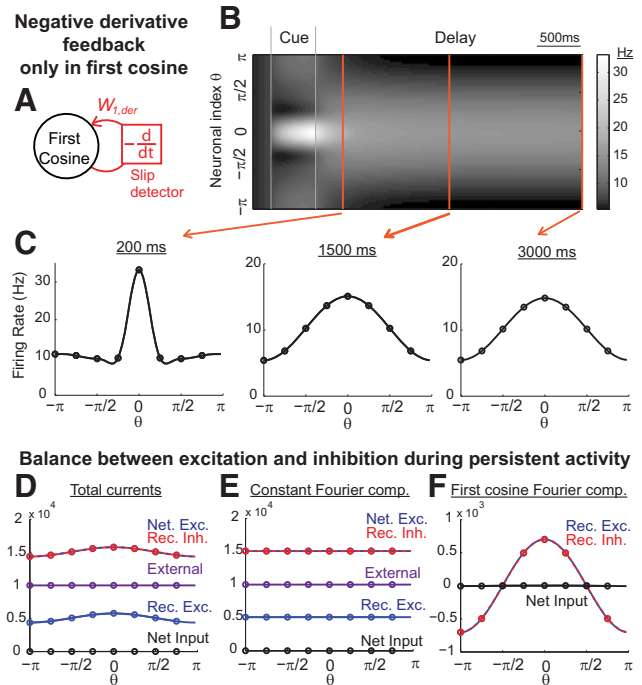 Negative derivative
feedback
only in first cosine
A
W1,der
First
Cosine
− d/dt
Slip
detector
B
Cue
Delay
500ms
Hz
Neuronal index θ
π
π/2
0
−π/2
−π
30
25
20
15
10
C
200 ms
1500 ms
3000 ms
Firing Rate (Hz)
30
20
10
0
−π −π/2 0 π/2 π
θ
20
10
0
−π −π/2 0 π/2 π
θ
20
10
0
−π −π/2 0 π/2 π
θ
Balance between excitation and inhibition during persistent activity
D
Total currents
x 10⁴
2
1.5
1
0.5
0
Net. Exc.
Rec. Inh.
External
Rec. Exc.
Net Input
−π −π/2 0 π/2 π
θ
E
Constant Fourier comp.
x 10⁴
2
1.5
1
0.5
0
Net. Exc.
Rec. Inh.
External
Rec. Exc.
Net Input
−π −π/2 0 π/2 π
θ
F
First cosine Fourier comp.
x 10³
1
0.5
0
−0.5
−1
Rec. Exc.
Rec. Inh.
Net Input
−π −π/2 0 π/2 π
θ